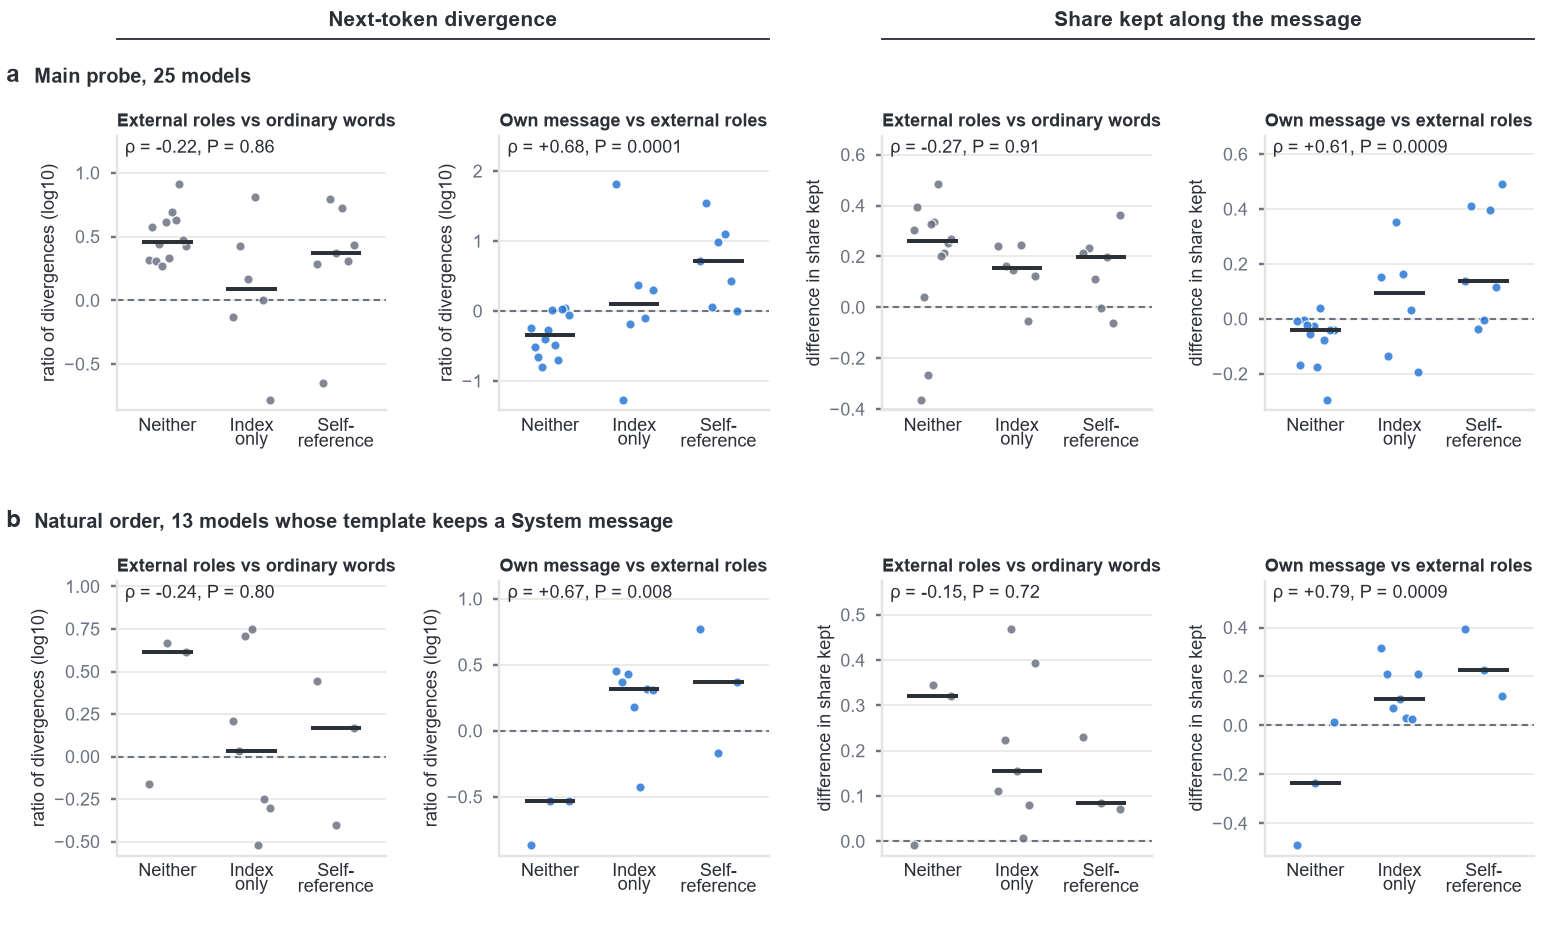 Next-token divergence
Share kept along the message
a Main probe, 25 models
External roles vs ordinary words
ρ = -0.22, P = 0.86
ratio of divergences (log10)
1.0
0.5
0.0
−0.5
Neither
Index only
Self-reference
Own message vs external roles
ρ = +0.68, P = 0.0001
ratio of divergences (log10)
2
1
0
−1
Neither
Index only
Self-reference
External roles vs ordinary words
ρ = -0.27, P = 0.91
difference in share kept
0.6
0.4
0.2
0.0
−0.2
−0.4
Neither
Index only
Self-reference
Own message vs external roles
ρ = +0.61, P = 0.0009
difference in share kept
0.6
0.4
0.2
0.0
−0.2
Neither
Index only
Self-reference
b Natural order, 13 models whose template keeps a System message
External roles vs ordinary words
ρ = -0.24, P = 0.80
ratio of divergences (log10)
1.00
0.75
0.50
0.25
0.00
−0.25
−0.50
Neither
Index only
Self-reference
Own message vs external roles
ρ = +0.67, P = 0.008
ratio of divergences (log10)
1.0
0.5
0.0
−0.5
Neither
Index only
Self-reference
External roles vs ordinary words
ρ = -0.15, P = 0.72
difference in share kept
0.5
0.4
0.3
0.2
0.1
0.0
Neither
Index only
Self-reference
Own message vs external roles
ρ = +0.79, P = 0.0009
difference in share kept
0.4
0.2
0.0
−0.2
−0.4
Neither
Index only
Self-reference